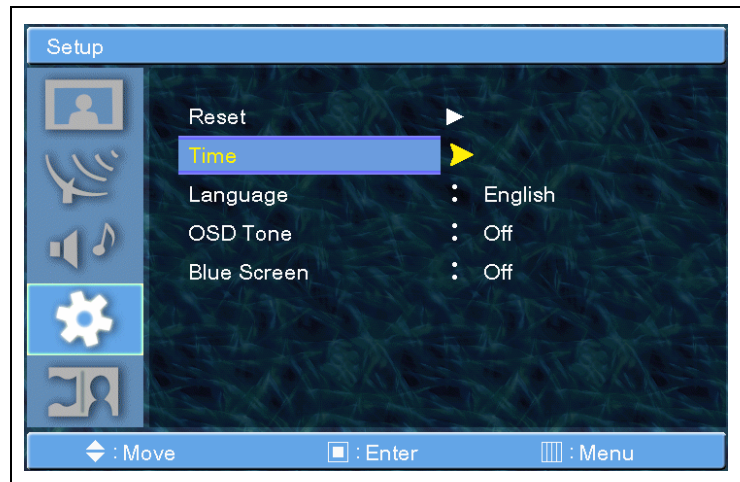 Setup
Reset
Time
Language : English
OSD Tone : Off
Blue Screen : Off
: Move : Enter : Menu